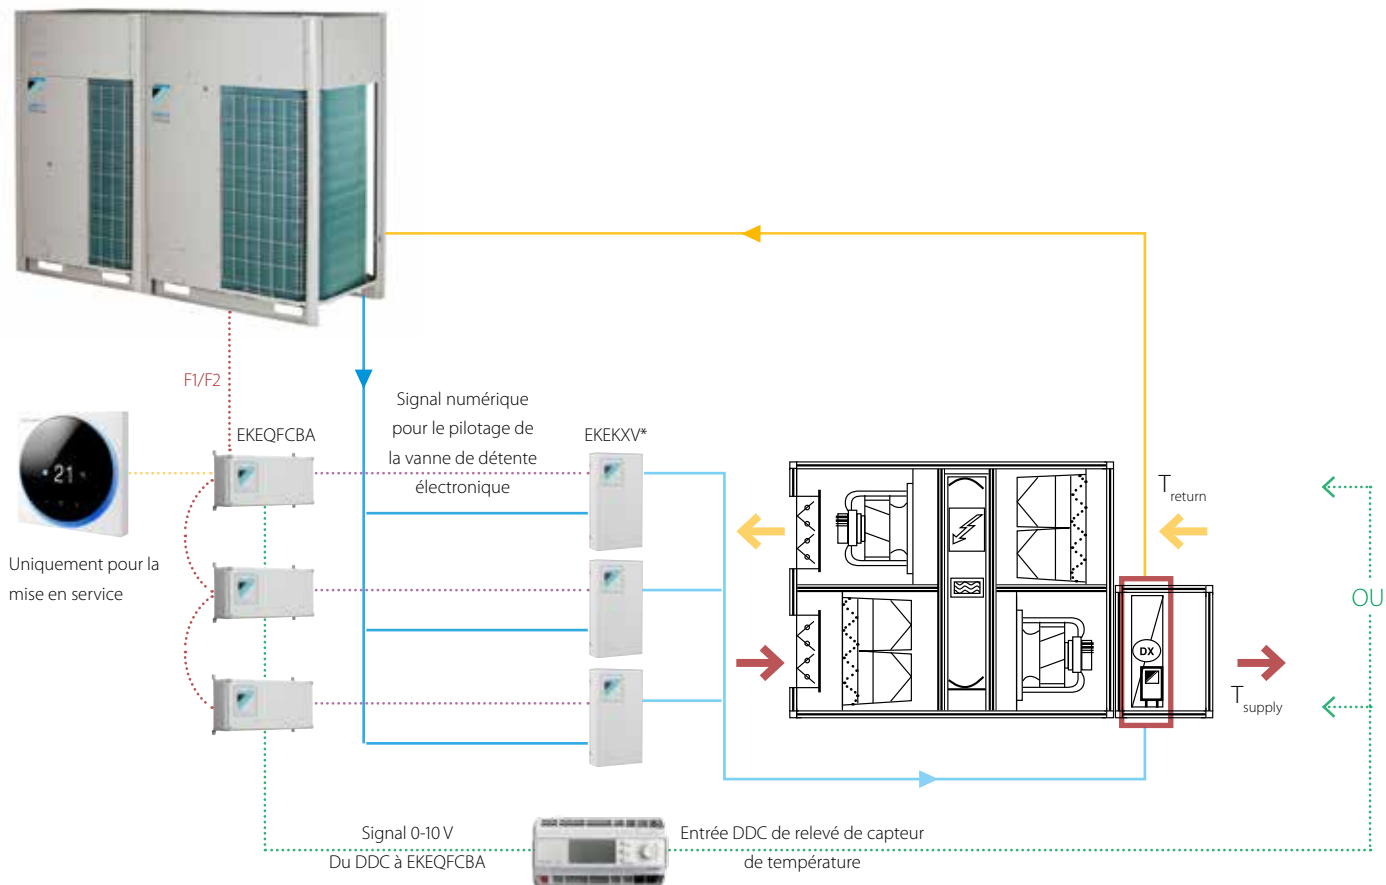 F1/F2
Signal numérique
pour le pilotage de
la vanne de détente
électronique
EKEQFCBA
EKEKXV*
21
Uniquement pour la
mise en service
T return
OU
DX
T supply
Signal 0-10 V
Du DDC à EKEQFCBA
Entrée DDC de relevé de capteur
de température